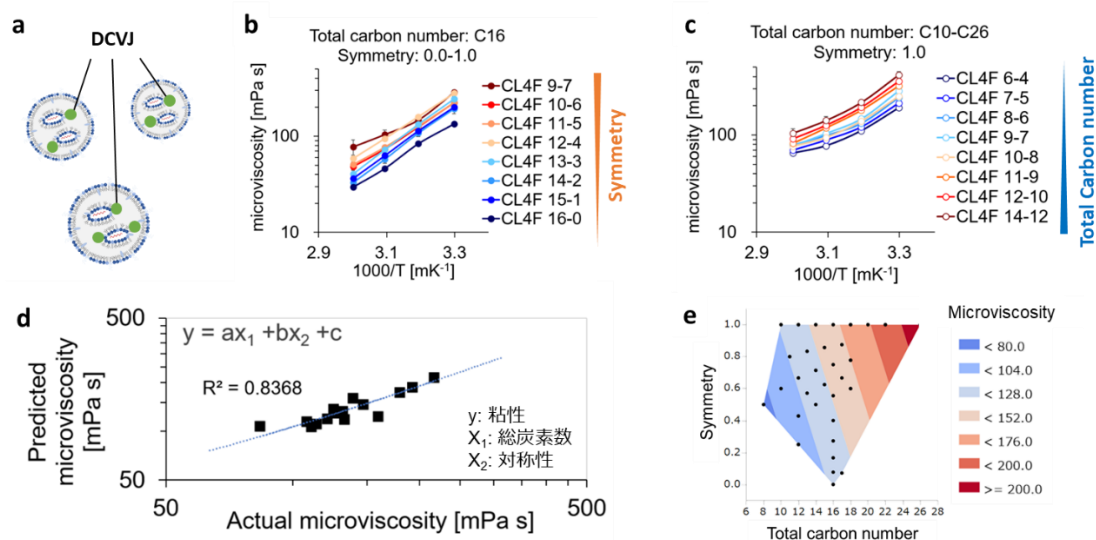 a
DCVJ
b
Total carbon number: C16
Symmetry: 0.0-1.0
microviscosity [mPa s]
100
10
2.9
3.1
3.3
1000/T [mK-1]
CL4F 9-7
CL4F 10-6
CL4F 11-5
CL4F 12-4
CL4F 13-3
CL4F 14-2
CL4F 15-1
CL4F 16-0
Symmetry
c
Total carbon number: C10-C26
Symmetry: 1.0
microviscosity [mPa s]
100
10
2.9
3.1
3.3
1000/T [mK-1]
CL4F 6-4
CL4F 7-5
CL4F 8-6
CL4F 9-7
CL4F 10-8
CL4F 11-9
CL4F 12-10
CL4F 14-12
Total Carbon number
d
Predicted
microviscosity
[mPa s]
500
50
y = ax1 +bx2 +c
R² = 0.8368
y: 粘性
X1: 総炭素数
X2: 対称性
50
500
Actual microviscosity [mPa s]
e
Symmetry
1.0
0.8
0.6
0.4
0.2
0.0
6 8 10 12 14 16 18 20 22 24 26 28
Total carbon number
Microviscosity
< 80.0
< 104.0
< 128.0
< 152.0
< 176.0
< 200.0
>= 200.0